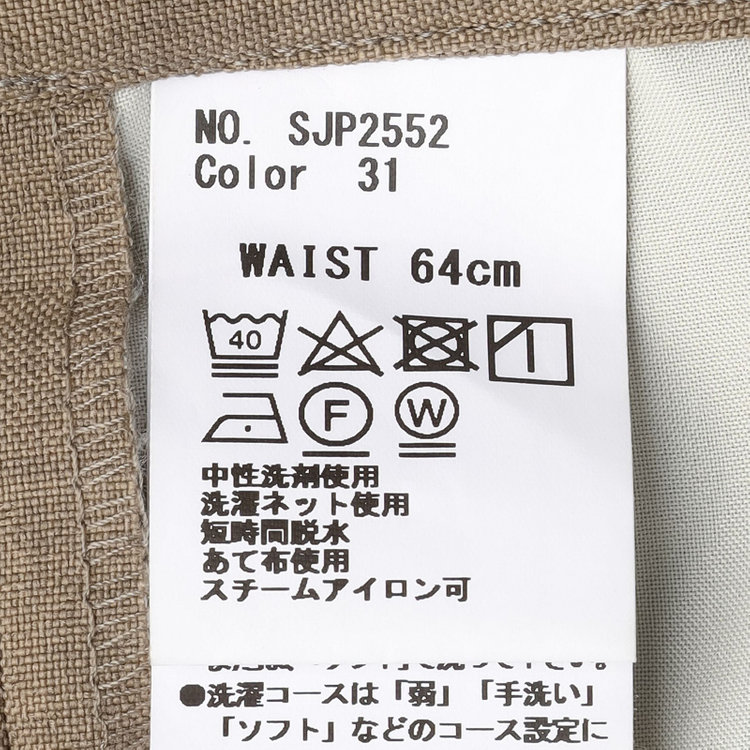 NO. SJP2552
Color 31
WAIST 64cm
40
F W
中性洗剤使用
洗濯ネット使用
短時間脱水
あて布使用
スチームアイロン可
●洗濯コースは「弱」「手洗い」
「ソフト」などのコース設定に